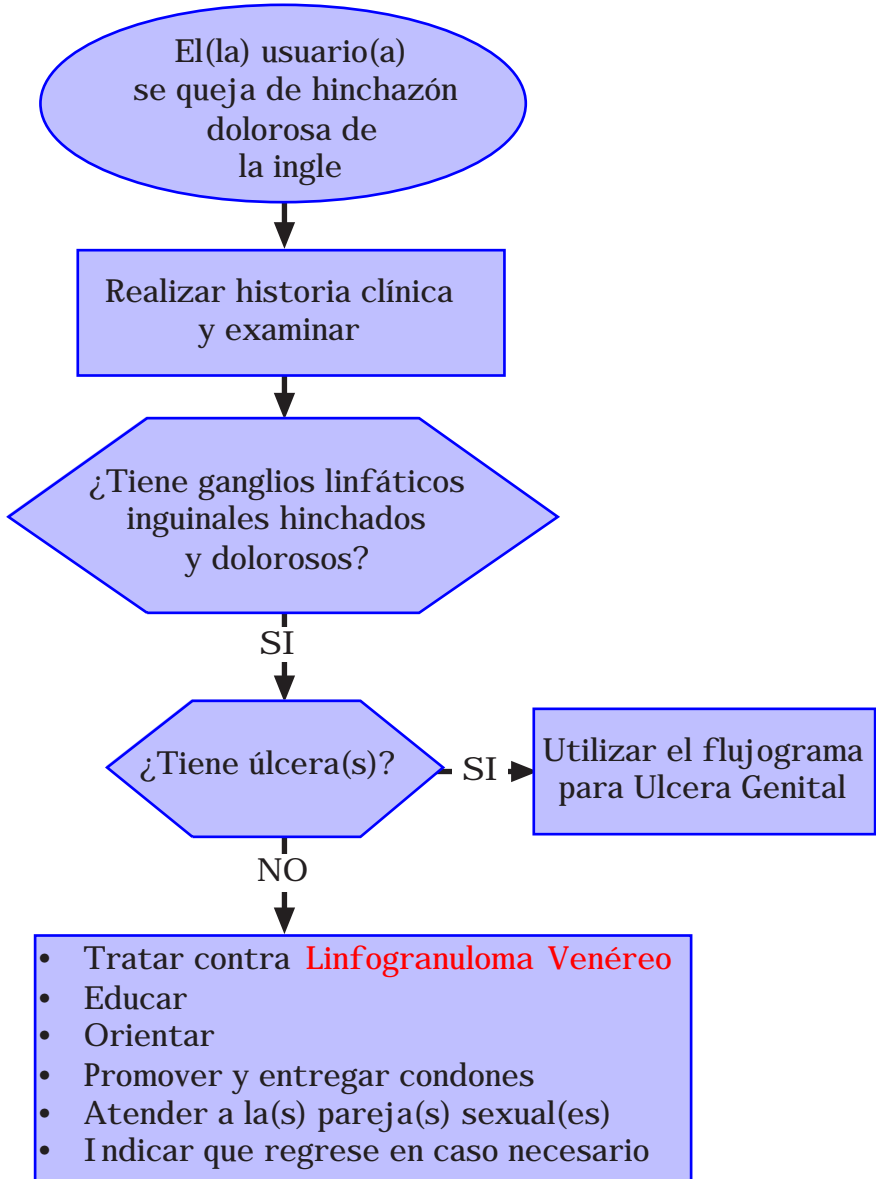 El(la) usuario(a)
se queja de hinchazón
dolorosa de
la ingle
Realizar historia clínica
y examinar
¿Tiene ganglios linfáticos
inguinales hinchados
y dolorosos?
SI
¿Tiene úlcera(s)?
SI
Utilizar el flujograma
para Ulcera Genital
NO
• Tratar contra Linfogranuloma Venéreo
• Educar
• Orientar
• Promover y entregar condones
• Atender a la(s) pareja(s) sexual(es)
• Indicar que regrese en caso necesario